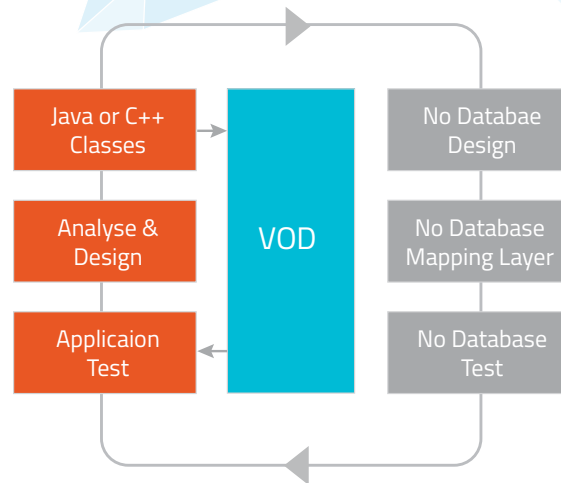 Java or C++
Classes
Analyse &
Design
Applicaion
Test
VOD
No Databae
Design
No Database
Mapping Layer
No Database
Test